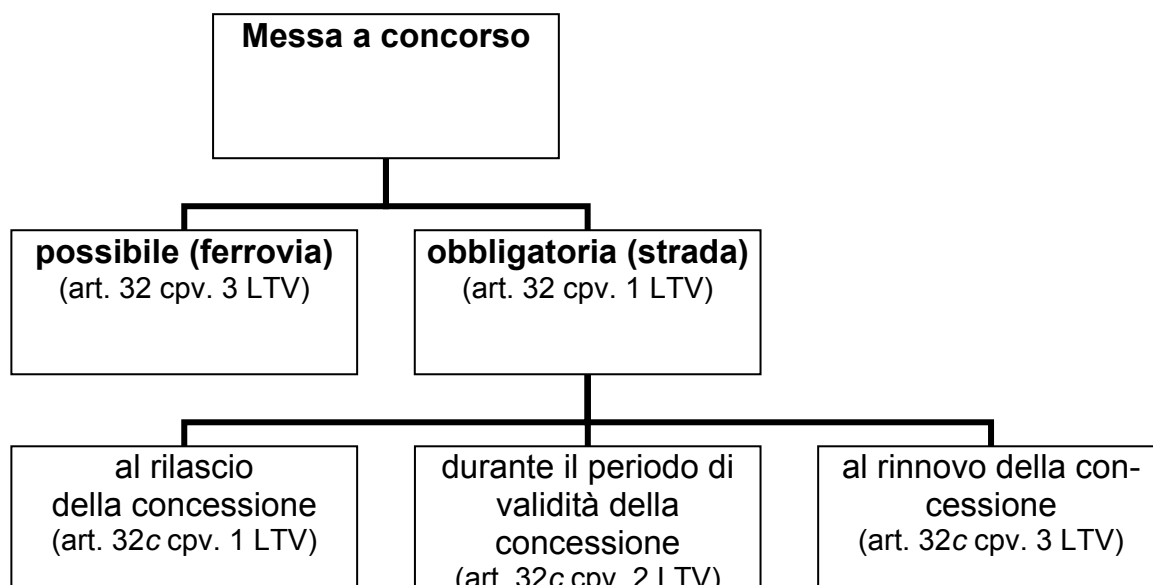 Messa a concorso
possibile (ferrovia)
(art. 32 cpv. 3 LTV)
obbligatoria (strada)
(art. 32 cpv. 1 LTV)
al rilascio
della concessione
(art. 32c cpv. 1 LTV)
durante il periodo di
validità della
concessione
(art. 32c cpv. 2 LTV)
al rinnovo della con-
cessione
(art. 32c cpv. 3 LTV)